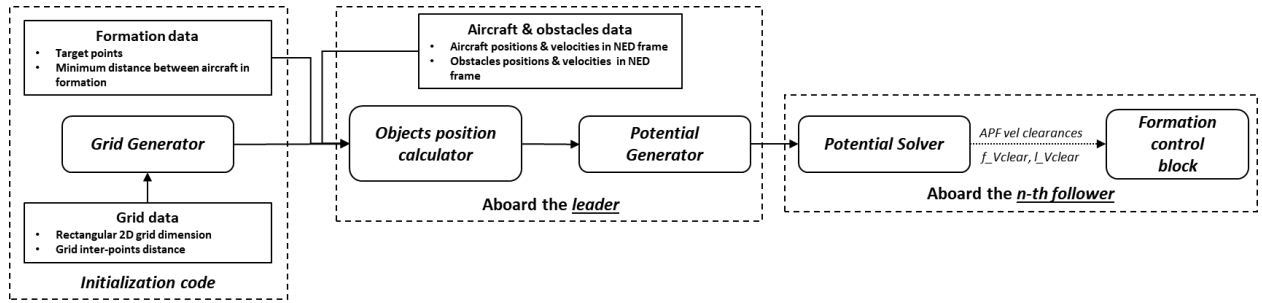 Formation data
• Target points
• Minimum distance between aircraft in
formation
Grid Generator
Grid data
• Rectangular 2D grid dimension
• Grid inter-points distance
Initialization code
Aircraft & obstacles data
• Aircraft positions & velocities in NED frame
• Obstacles positions & velocities in NED
frame
Objects position
calculator
Potential
Generator
Aboard the leader
Potential Solver
APF vel clearances
f_Vclear, l_Vclear
Formation
control
block
Aboard the n-th follower